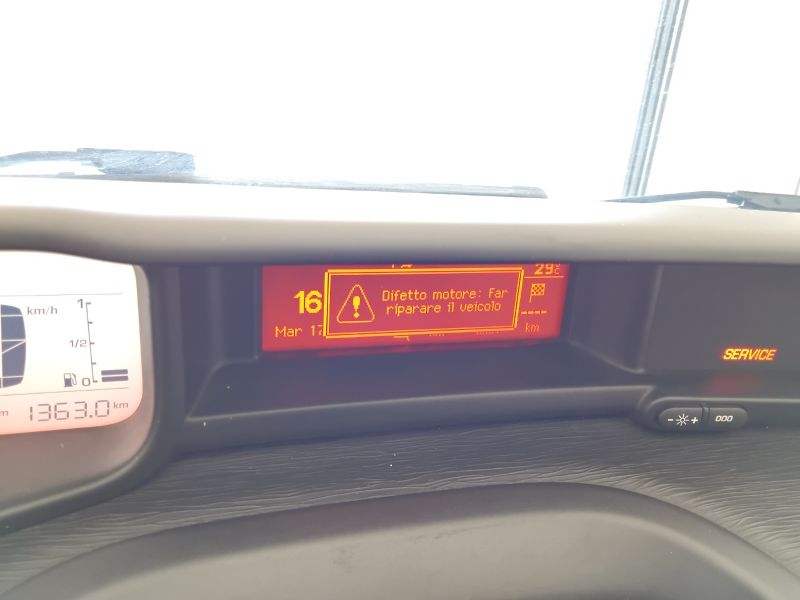 km/h
1
1/2
0
1363.0 km
29°C
16
Mar 17
Difetto motore: Far
riparare il veicolo
----
km
SERVICE
- +
000